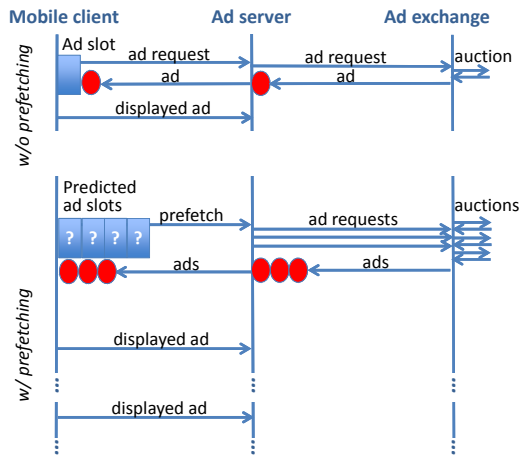 Mobile client Ad server Ad exchange
Ad slot
ad request
ad request
auction
ad
ad
displayed ad
w/o prefetching
Predicted
ad slots
prefetch
ad requests
auctions
? ? ? ?
ads
ads
displayed ad
w/ prefetching
displayed ad